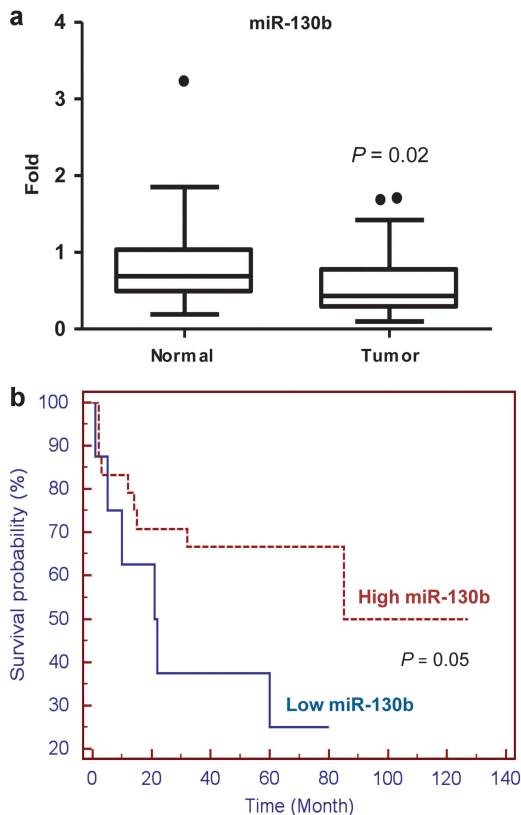 a
miR-130b
4
3
2
1
0
Fold
P = 0.02
Normal
Tumor
b
100
90
80
70
60
50
40
30
20
Survival probability (%)
High miR-130b
P = 0.05
Low miR-130b
0 20 40 60 80 100 120 140
Time (Month)